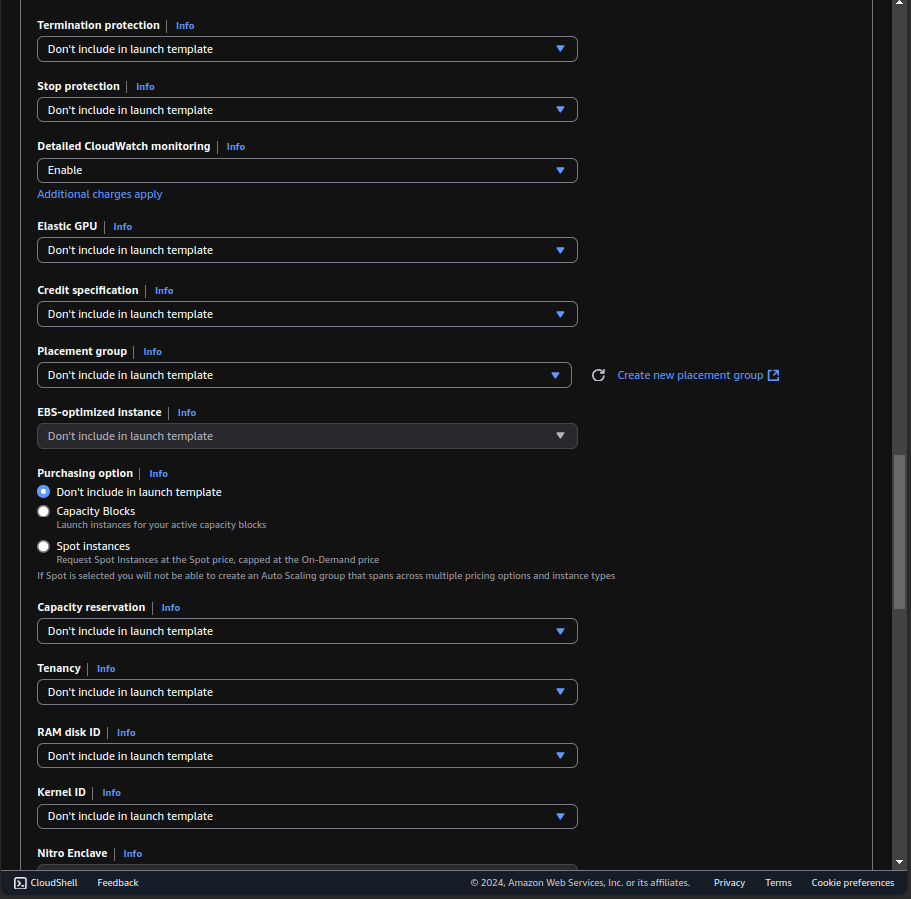 Termination protection | Info
Don't include in launch template
Stop protection | Info
Don't include in launch template
Detailed CloudWatch monitoring | Info
Enable
Additional charges apply
Elastic GPU | Info
Don't include in launch template
Credit specification | Info
Don't include in launch template
Placement group | Info
Don't include in launch template
Create new placement group
EBS-optimized instance | Info
Don't include in launch template
Purchasing option | Info
Don't include in launch template
Capacity Blocks
Launch instances for your active capacity blocks
Spot instances
Request Spot Instances at the Spot price, capped at the On-Demand price
If Spot is selected you will not be able to create an Auto Scaling group that spans across multiple pricing options and instance types
Capacity reservation | Info
Don't include in launch template
Tenancy | Info
Don't include in launch template
RAM disk ID | Info
Don't include in launch template
Kernel ID | Info
Don't include in launch template
Nitro Enclave | Info
CloudShell Feedback © 2024, Amazon Web Services, Inc. or its affiliates. Privacy Terms Cookie preferences